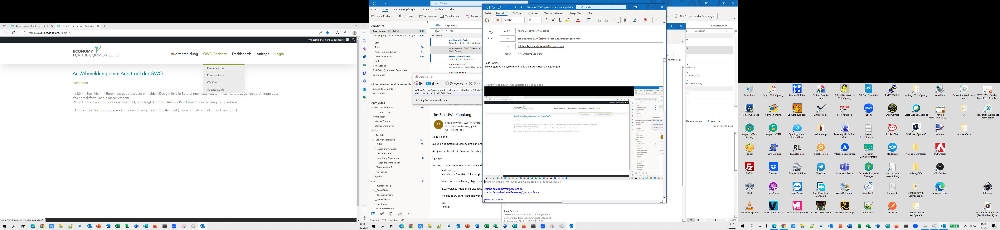 Firmenauskunft (info-intern) – In
_login1 – Interactive – AuditAdm
https://audit.ecogood.org/_login1/
Willkommen, roland.wiedemeyer
ECONOMY
FOR THE COMMON GOOD
Auditanmeldung GWÖ Berichte Dashboards Anfrage Login
Firmenauskunft
Portalauskunft
Wir Karte
Auditauskunft
An-/Abmeldung beim Audittool der GWÖ
Abmelden
Ihr könnt Euch hier mit Eurem ecogood-account anmelden (Das gilt für alle BeraterInnen und AuditorInnen, weitere Zugänge auf Anfrage über
das Kontaktformular auf dieser Website.)
Wenn Ihr noch keinen ecogoodaccount hat, beantragt den bitte. Anschließend könnt Ihr diese Umgebung nutzen.
(Der bisherige Sonderzugang – sofern er unabhängig vom ECG Account (andere Email) ist, funktioniert weiterhin.)
https://audit.ecogood.org/firmenauskunft/
11:17
14.02.2023
Suchen
Datei Start Senden/Empfangen Ansicht Add-Ins Hilfe
Neue E-Mail Löschen Archivieren Verschieben Antworten
Alle Ordner senden/empfangen
Favoriten
Posteingang - rw-cct2012 358
Posteingang - roland.wiedemeyer@ecogoo... 906
Sent
Trash 30
Audit-Toolmeldungen 47
bereits bearbeitet 246
Junk
Postausgang
RSS-Feeds (Nur dieser Computer)
Suchordner
Internetkalenderabonnements
Gelöschte Elemente
Suchordner
projekte1
Gelöschte Elemente 29
Freeconference
Mitnutzer
Werner Ehmann
Werner Ehmann (2)
Infos
_Aufstehen
_Die Welt verbessern 197
Politik 32
Tauschring Kempten
Manomama
Tauschring Memmingen 8
Tauschring Mindelheim 1
Telefonie Grün?
wechange
SynGas
rw-cct 2
__ Rentenantrag
__Covid Tests 1
Reisedokumente
__neue website
_Bau-Kontor
_Bitcoinforpressung
Elemente: 2.575 Ungelesen: 358
Alle Ungelesen
Von
Nach Datum
Kategorien
Heute
Audit Admin Dach
Prima Jan, danke! Dann informier
sonja sewera | GWÖ Österreich
Hallo Roland,
Neale Donald Walsch
... on this day in your life
Audit Admin Dach
Lieber Michael, lieber Nils, mag e
Jörn Wiedemann
Snipping Tool
Neu Modus Verzögerung Abbrech
Wählen Sie den Snippingmodus mithilfe der Schaltfläche "Modus"
klicken Sie auf die Schaltfläche "Neu".
Snipping Tool wird verschoben...
Re: SmartWe Kopplung
SS
sonja sewera | GWÖ Österreic
An roland wiedemeyer, gmbh
Cc Adrijana Pejic
Hallo Roland,
aus Wien kommen zur Einschulung adrijana
Adrijana hat bereits die Smartwe Berechtig
Lg sonja
Am 10.02.23 um 16:14 schrieb roland wiede
Hallo Sonja,
ich habe die SmartWe Felder ergän
Kannst Du mal schauen, ob jetzt we
Z.B.: Welches Audit ist bereits abge
Ich glaube Du gehörst zu den wenig
VG,
Roland
AW: SmartWe Kopplung - Nachricht (HTML)
Suchen
Datei Nachricht Einfügen Optionen Text formatieren Überprüfen Hilfe
Calibri 11 F K U
Senden
Von roland.wiedemeyer@rw-cct.de
An sonja sewera | GWÖ Österreich <sonja.sewera@ecogood.org>
Cc Adrijana Pejic <adrijana.pejic@ecogood.org>
Betreff AW: SmartWe Kopplung
Hallo Sonja,
ich war gerade im System und habe die Berechtigung eingetragen.
Roland Wiedemeyer | Am Schafstadl 6 | 86874 Zais
ertshofen | Voice +49 (8268) 908165 | Mobile +49 (163) 505 3082 |
roland.wiedemeyer@rw-cct.de
< <mailto:roland.wiedemeyer@rw-cct.de>>
Sonja Sewera
Kassierin im Vorstand vom Gründungsverein
und vom Bundesverband der GWÖ Österreich
Schönbrunner Straße 219/7 | 1120 Wien
Allen antworten Weiterleiten
Di 14.02.2023 11:11
100 %
11:17
14.02.2023
Papierkorb
Scan - Verknüpfung
Brother Utilities
Brother Creative Center
DirPrintOK_x64.exe - Verknüpfung
SD Card Formatter
PuTTY (64-bit)
Vortrag - Verknüpfung
AlterCam
Translation Workspace Tools
200831_Workflowbe... Audit_Peer_02.pptx ...
Acronis True Image
CompanionLink
Lexware büro easy
ElsterFormular
ProjectLibre (2)
Zoom
Snap Camera
Cisco Webex Meetings
Vortrag ReWiG_Allgäu_2021_...
SK
Translation Workspace XLIFF Editor
Kaspersky Total Security
Kaspersky VPN
Synology Cloud Station Drive
weitere Apps
Directory List & Print (Pro)
Neues Textdokument.txt
Rocket.Chat
WBS LearnSpace 3D
paint.net
Intranet Cams
PicPick
R-Link Explorer
RLinkToolbox
GoToMeeting
Atlassian Companion
Sicherer Zahlungsverkehr
Nextcloud
Ablage_Geschlossen
PDFCreator
FileZilla
Dropbox
Google Earth Pro
Telegram
Microsoft Teams
Kaspersky Password Manager
desktop.ini - Verknüpfung
Ablage_Offen
OBS Studio
FCCI
Prezi Video
TeamViewer
Free Download Manager 5
Win32DiskImager
SuperMailer
Thumbs.db
2021.03.09 WBS LearnSpace 3...
Microsoft Edge
Inkscape
VLC media player
MAGIX Video Pro X
Music Maker (64-Bit)
Roadkil's Disk Image
MAGIX Travel Maps
Notepad++
Postman
2021.03.25 WBS LearnSpace 3...
01 - Einverstandensein (Text Und Musik).m...
100%
11:17
14.02.2023